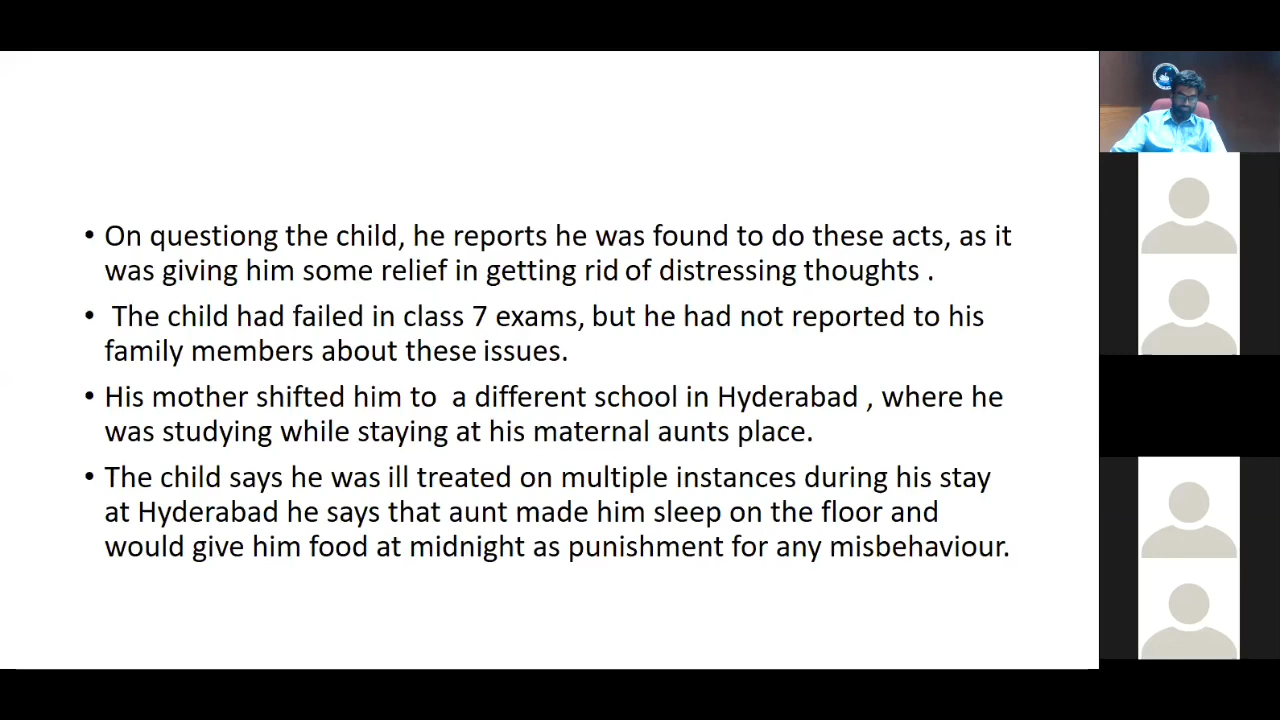 • On questiong the child, he reports he was found to do these acts, as it
was giving him some relief in getting rid of distressing thoughts .
• The child had failed in class 7 exams, but he had not reported to his
family members about these issues.
• His mother shifted him to a different school in Hyderabad , where he
was studying while staying at his maternal aunts place.
• The child says he was ill treated on multiple instances during his stay
at Hyderabad he says that aunt made him sleep on the floor and
would give him food at midnight as punishment for any misbehaviour.